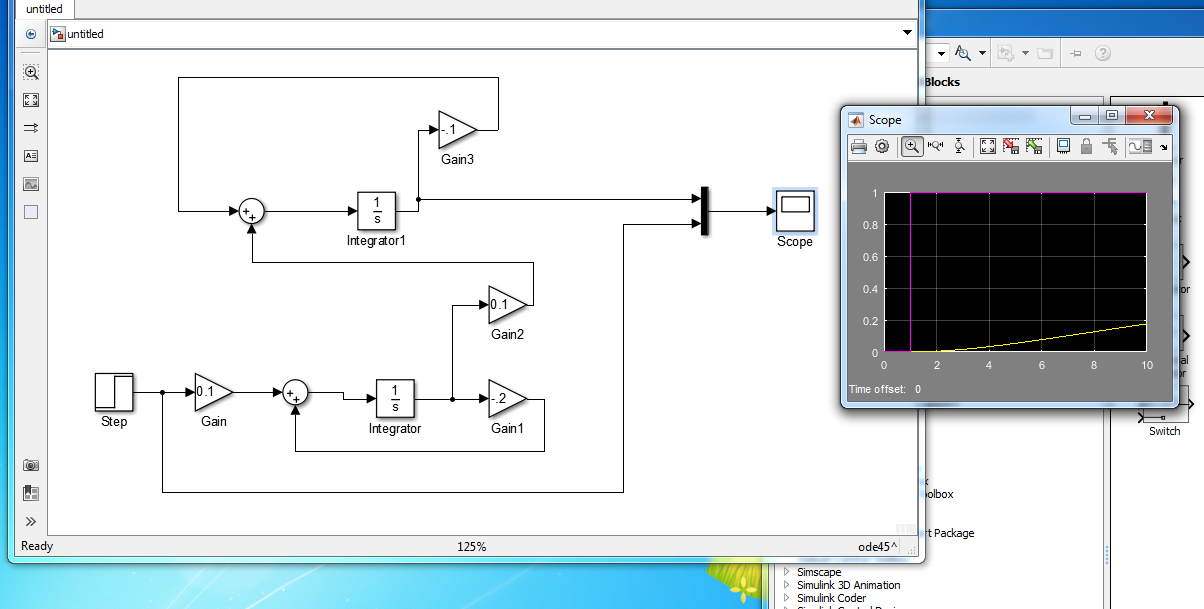 untitled
untitled
Blocks
-.1
Gain3
Scope
1
s
Integrator1
Scope
1
0.8
0.6
0.4
0.2
0
0 2 4 6 8 10
Time offset: 0
0.1
Gain2
Step
0.1
Gain
1
s
Integrator
-.2
Gain1
Switch
Ready
125%
ode45
Simscape
Simulink 3D Animation
Simulink Coder